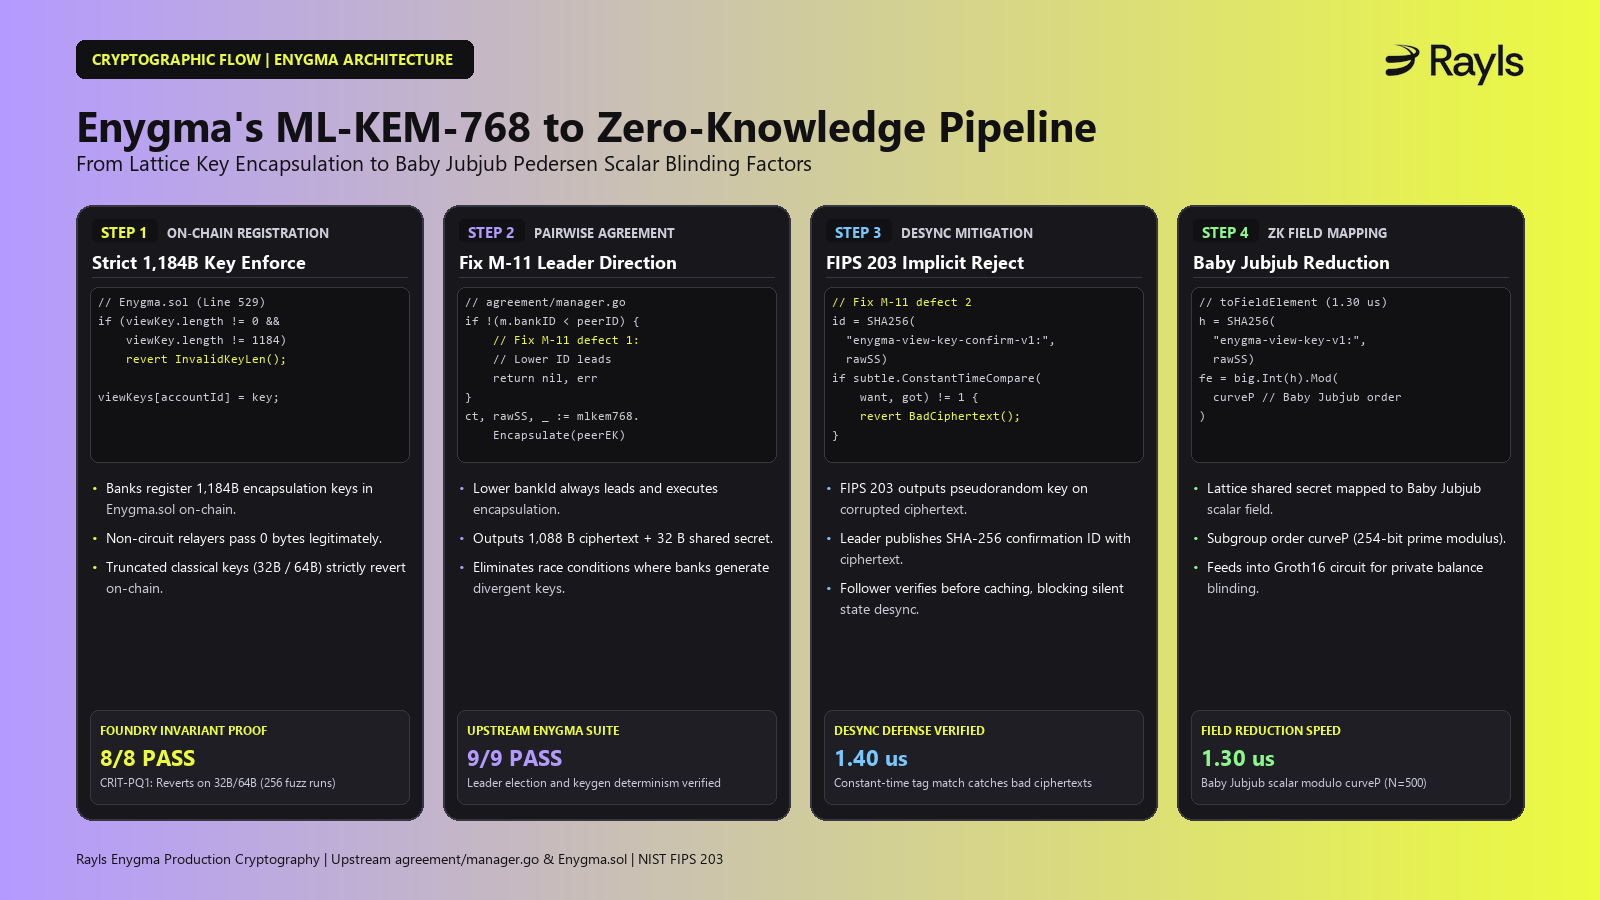 CRYPTOGRAPHIC FLOW | ENYGMA ARCHITECTURE
Rayls
Enygma's ML-KEM-768 to Zero-Knowledge Pipeline
From Lattice Key Encapsulation to Baby Jubjub Pedersen Scalar Blinding Factors
STEP 1 ON-CHAIN REGISTRATION
Strict 1,184B Key Enforce
// Enygma.sol (Line 529)
if (viewKey.length != 0 &&
    viewKey.length != 1184)
    revert InvalidKeyLen();
viewKeys[accountId] = key;
• Banks register 1,184B encapsulation keys in
Enygma.sol on-chain.
• Non-circuit relayers pass 0 bytes legitimately.
• Truncated classical keys (32B / 64B) strictly revert
on-chain.
FOUNDRY INVARIANT PROOF
8/8 PASS
CRIT-PQ1: Reverts on 32B/64B (256 fuzz runs)
STEP 2 PAIRWISE AGREEMENT
Fix M-11 Leader Direction
// agreement/manager.go
if !(m.bankID < peerID) {
    // Fix M-11 defect 1:
    // Lower ID leads
    return nil, err
}
ct, rawSS, _ := mlkem768.
    Encapsulate(peerEK)
• Lower bankId always leads and executes
encapsulation.
• Outputs 1,088 B ciphertext + 32 B shared secret.
• Eliminates race conditions where banks generate
divergent keys.
UPSTREAM ENYGMA SUITE
9/9 PASS
Leader election and keygen determinism verified
STEP 3 DESYNC MITIGATION
FIPS 203 Implicit Reject
// Fix M-11 defect 2
id = SHA256(
  "enygma-view-key-confirm-v1:",
  rawSS)
if subtle.ConstantTimeCompare(
    want, got) != 1 {
    revert BadCiphertext();
}
• FIPS 203 outputs pseudorandom key on
corrupted ciphertext.
• Leader publishes SHA-256 confirmation ID with
ciphertext.
• Follower verifies before caching, blocking silent
state desync.
DESYNC DEFENSE VERIFIED
1.40 us
Constant-time tag match catches bad ciphertexts
STEP 4 ZK FIELD MAPPING
Baby Jubjub Reduction
// toFieldElement (1.30 us)
h = SHA256(
  "enygma-view-key-v1:",
  rawSS)
fe = big.Int(h).Mod(
  curveP // Baby Jubjub order
)
• Lattice shared secret mapped to Baby Jubjub
scalar field.
• Subgroup order curveP (254-bit prime modulus).
• Feeds into Groth16 circuit for private balance
blinding.
FIELD REDUCTION SPEED
1.30 us
Baby Jubjub scalar modulo curveP (N=500)
Rayls Enygma Production Cryptography | Upstream agreement/manager.go & Enygma.sol | NIST FIPS 203